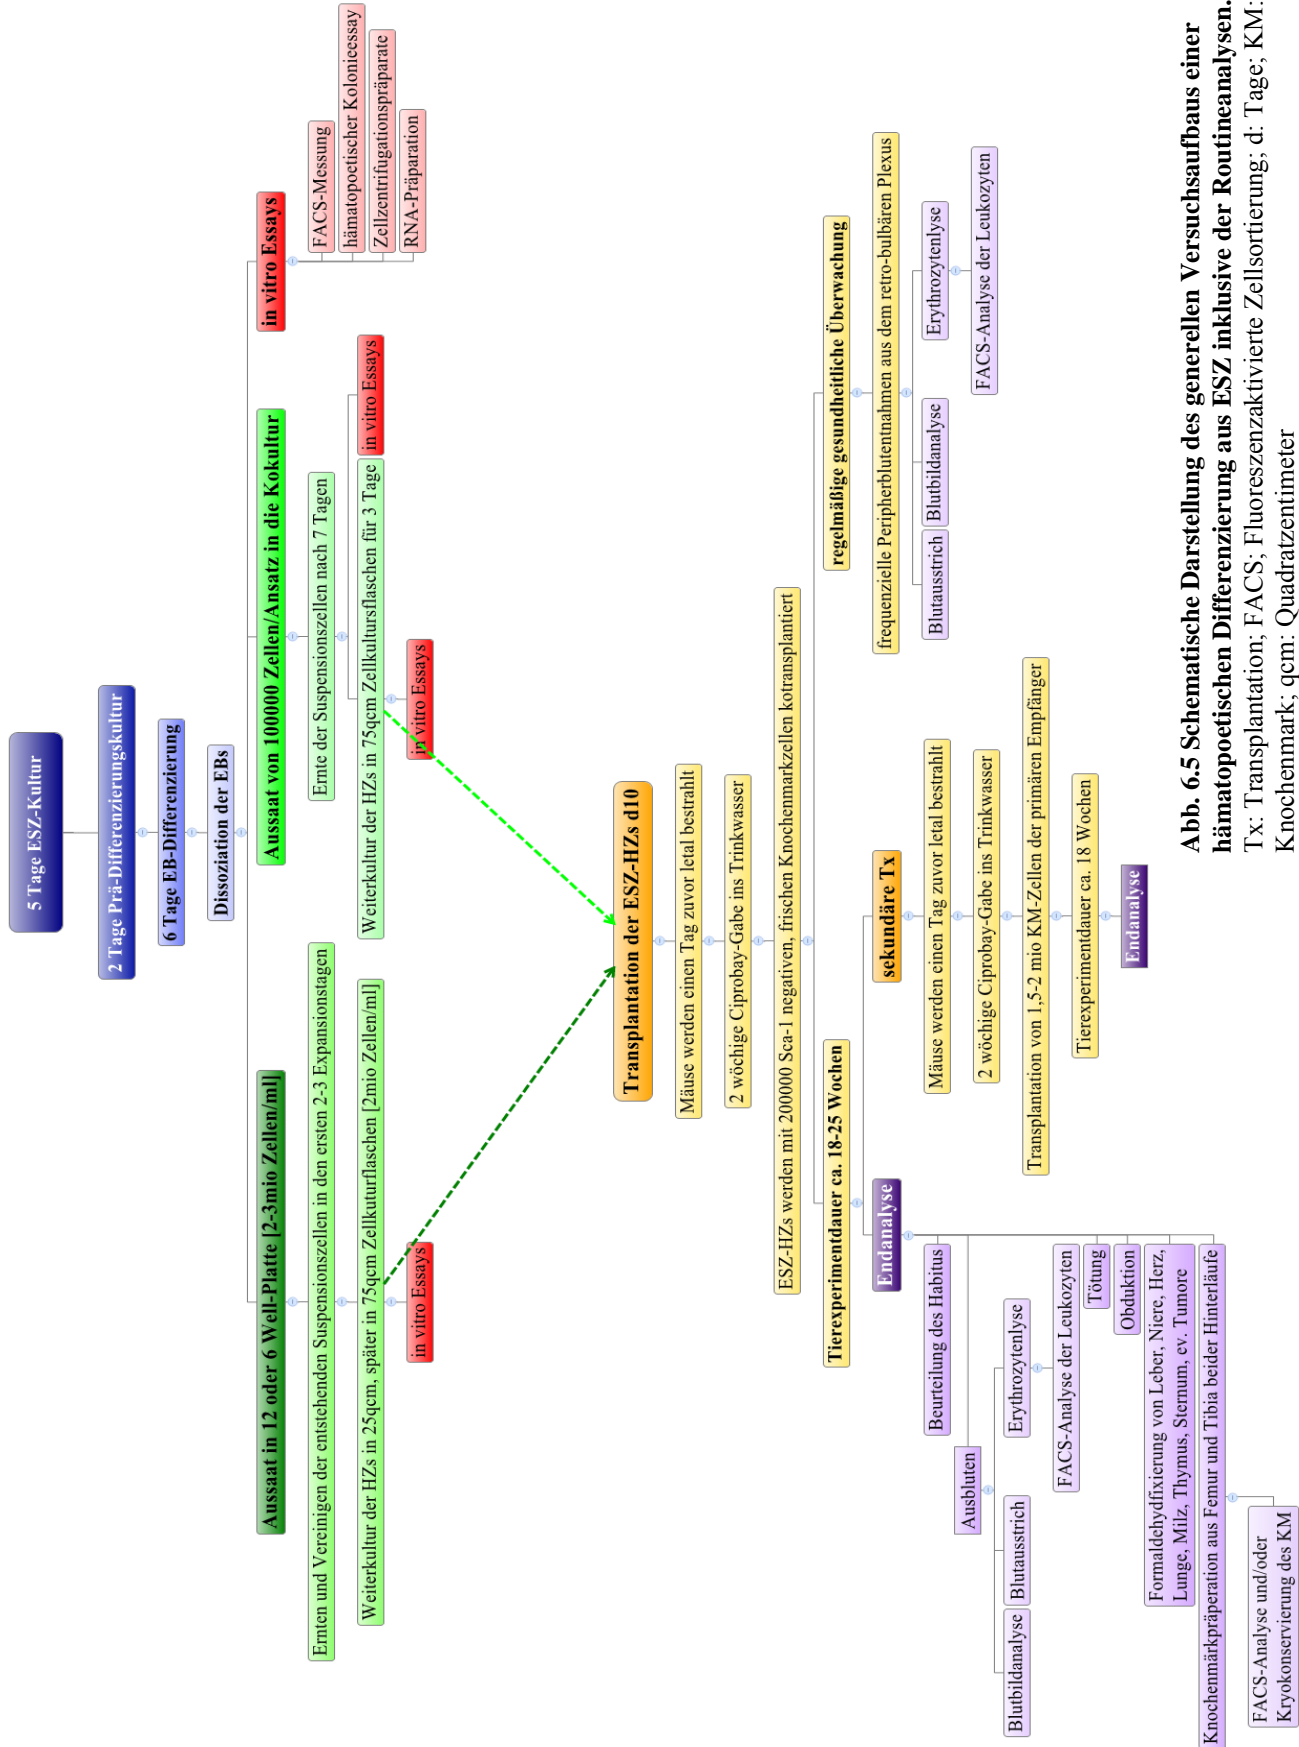 5 Tage ESZ-Kultur
2 Tage Prä-Differenzierungskultur
6 Tage EB-Differenzierung
Dissoziation der EBs
Aussaat in 12 oder 6 Well-Platte [2-3mio Zellen/ml]
Ernten und Vereinigen der entstehenden Suspensionszellen in den ersten 2-3 Expansionstagen
Weiterkultur der HZs in 25qcm, später in 75qcm Zellkuturflaschen [2mio Zellen/ml]
in vitro Essays
Aussaat von 100000 Zellen/Ansatz in die Kokultur
Ernte der Suspensionszellen nach 7 Tagen
Weiterkultur der HZs in 75qcm Zellkultursflaschen für 3 Tage
in vitro Essays
in vitro Essays
in vitro Essays
FACS-Messung
hämatopoetischer Kolonieessay
Zellzentrifugationspräparate
RNA-Präparation
Transplantation der ESZ-HZs d10
Mäuse werden einen Tag zuvor letal bestrahlt
2 wöchige Ciprobay-Gabe ins Trinkwasser
ESZ-HZs werden mit 200000 Sca-1 negativen, frischen Knochenmarkzellen kotransplantiert
Tierexperimentdauer ca. 18-25 Wochen
Endanalyse
Beurteilung des Habitus
Ausbluten
Blutbildanalyse
Blutausstrich
Erythrozytenlyse
FACS-Analyse der Leukozyten
Tötung
Obduktion
Formaldehydfixierung von Leber, Niere, Herz,
Lunge, Milz, Thymus, Sternum, ev. Tumore
Knochenmärkpräperation aus Femur und Tibia beider Hinterläufe
FACS-Analyse und/oder
Kryokonservierung des KM
sekundäre Tx
Mäuse werden einen Tag zuvor letal bestrahlt
2 wöchige Ciprobay-Gabe ins Trinkwasser
Transplantation von 1,5-2 mio KM-Zellen der primären Empfänger
Tierexperimentdauer ca. 18 Wochen
Endanalyse
regelmäßige gesundheitliche Überwachung
frequenzielle Peripherblutentnahmen aus dem retro-bulbären Plexus
Blutausstrich
Blutbildanalyse
Erythrozytenlyse
FACS-Analyse der Leukozyten
Abb. 6.5 Schematische Darstellung des generellen Versuchsaufbaus einer
hämatopoetischen Differenzierung aus ESZ inklusive der Routineanalysen.
Tx: Transplantation; FACS; Fluoreszenzaktivierte Zellsortierung; d: Tage; KM:
Knochenmark; qcm: Quadratzentimeter